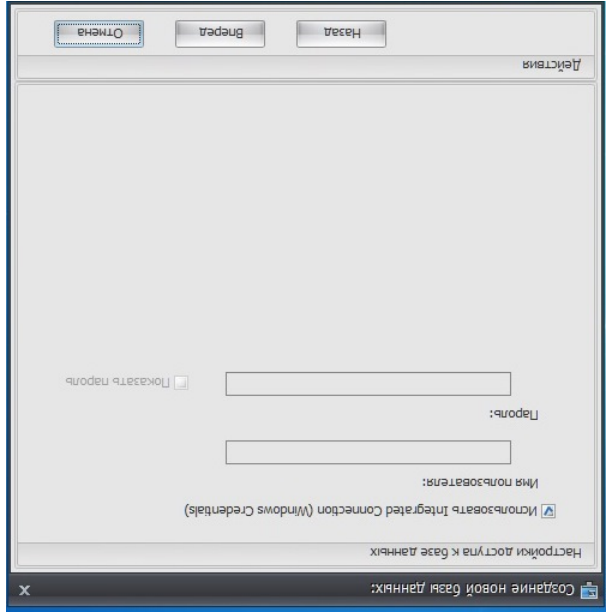 Создание новой базы данных:
Настройки доступа к базе данных
Использовать Integrated Connection (Windows Credentials)
Имя пользователя:
Пароль:
Показать пароль
Действия
Назад Вперед Отмена